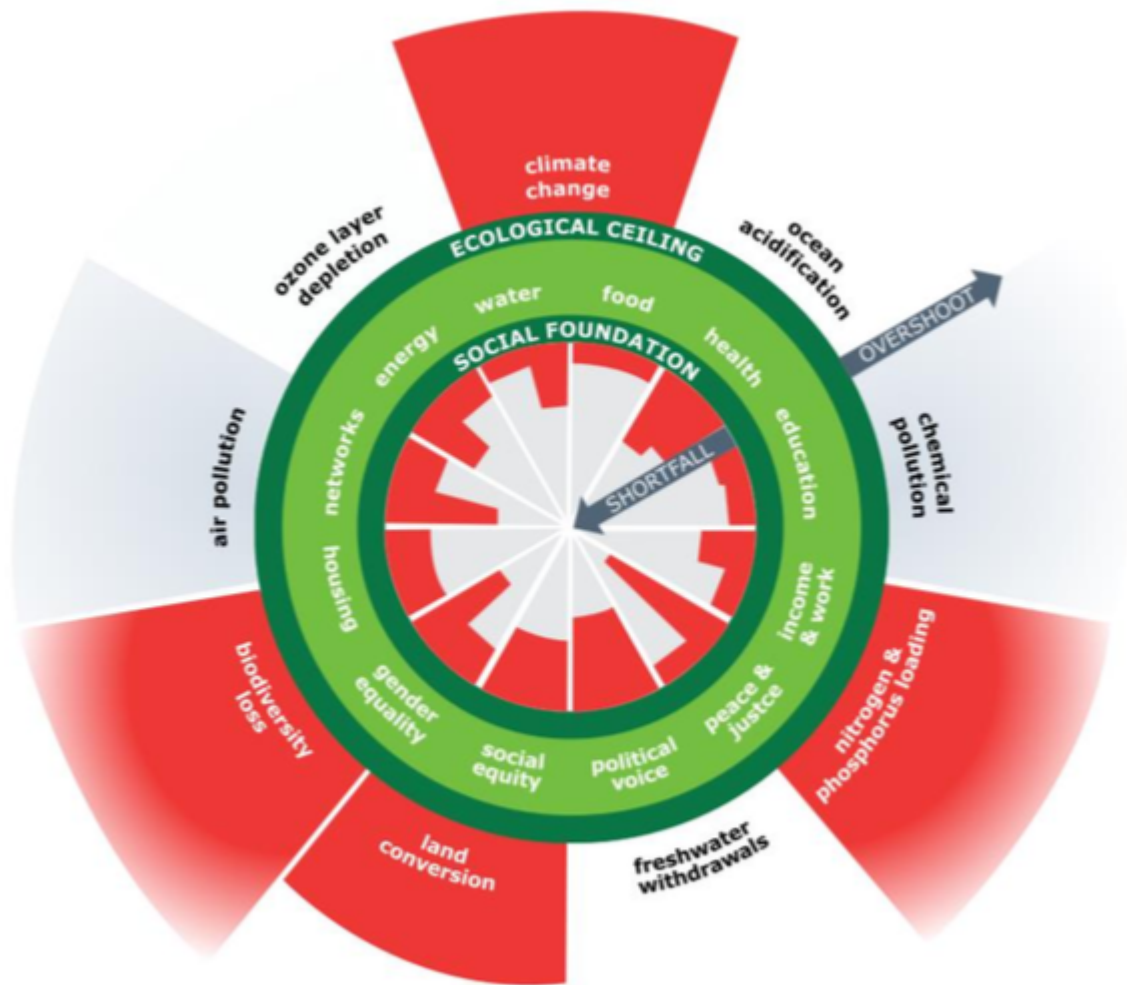 climate
change
ocean
acidification
OVERSHOOT
chemical
pollution
nitrogen &
phosphorus loading
freshwater
withdrawals
land
conversion
biodiversity
loss
air pollution
ozone layer
depletion
ECOLOGICAL CEILING
water
food
health
education
income
& work
peace &
justce
political
voice
social
equity
gender
equality
housing
networks
energy
SOCIAL FOUNDATION
SHORTFALL